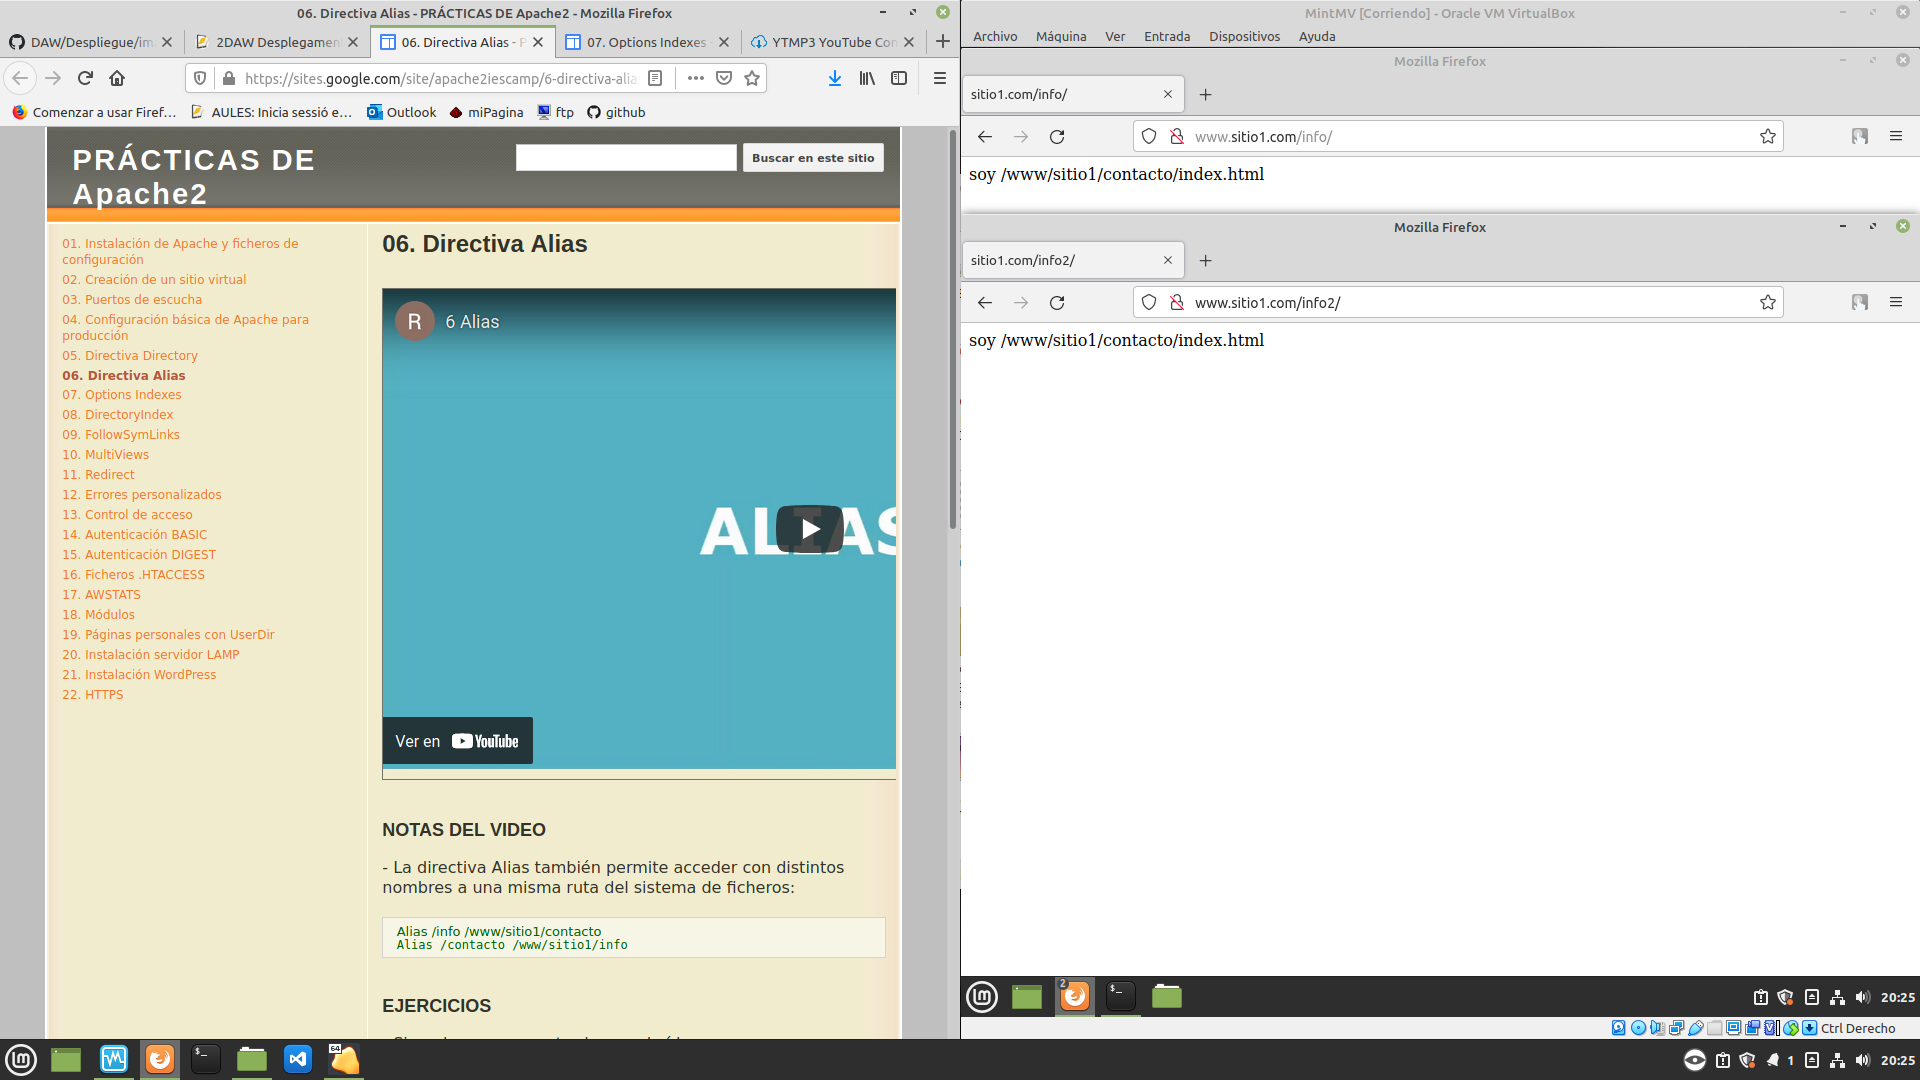 06. Directiva Alias - PRÁCTICAS DE Apache2 - Mozilla Firefox
DAW/Despliegue/im
2DAW Desplegamen
06. Directiva Alias - P
07. Options Indexes
YTMP3 YouTube Con
https://sites.google.com/site/apache2iescamp/6-directiva-alia
Comenzar a usar Firef...
AULES: Inicia sessió e...
Outlook
miPagina
ftp
github
PRÁCTICAS DE
Apache2
Buscar en este sitio
01. Instalación de Apache y ficheros de
configuración
02. Creación de un sitio virtual
03. Puertos de escucha
04. Configuración básica de Apache para
producción
05. Directiva Directory
06. Directiva Alias
07. Options Indexes
08. DirectoryIndex
09. FollowSymLinks
10. MultiViews
11. Redirect
12. Errores personalizados
13. Control de acceso
14. Autenticación BASIC
15. Autenticación DIGEST
16. Ficheros .HTACCESS
17. AWSTATS
18. Módulos
19. Páginas personales con UserDir
20. Instalación servidor LAMP
21. Instalación WordPress
22. HTTPS
06. Directiva Alias
R
6 Alias
ALIAS
Ver en YouTube
NOTAS DEL VIDEO
- La directiva Alias también permite acceder con distintos
nombres a una misma ruta del sistema de ficheros:
Alias /info /www/sitio1/contacto
Alias /contacto /www/sitio1/info
EJERCICIOS
MintMV [Corriendo] - Oracle VM VirtualBox
Archivo Máquina Ver Entrada Dispositivos Ayuda
Mozilla Firefox
sitio1.com/info/
www.sitio1.com/info/
soy /www/sitio1/contacto/index.html
Mozilla Firefox
sitio1.com/info2/
www.sitio1.com/info2/
soy /www/sitio1/contacto/index.html
2
$_
20:25
Ctrl Derecho
$_
64
1
20:25